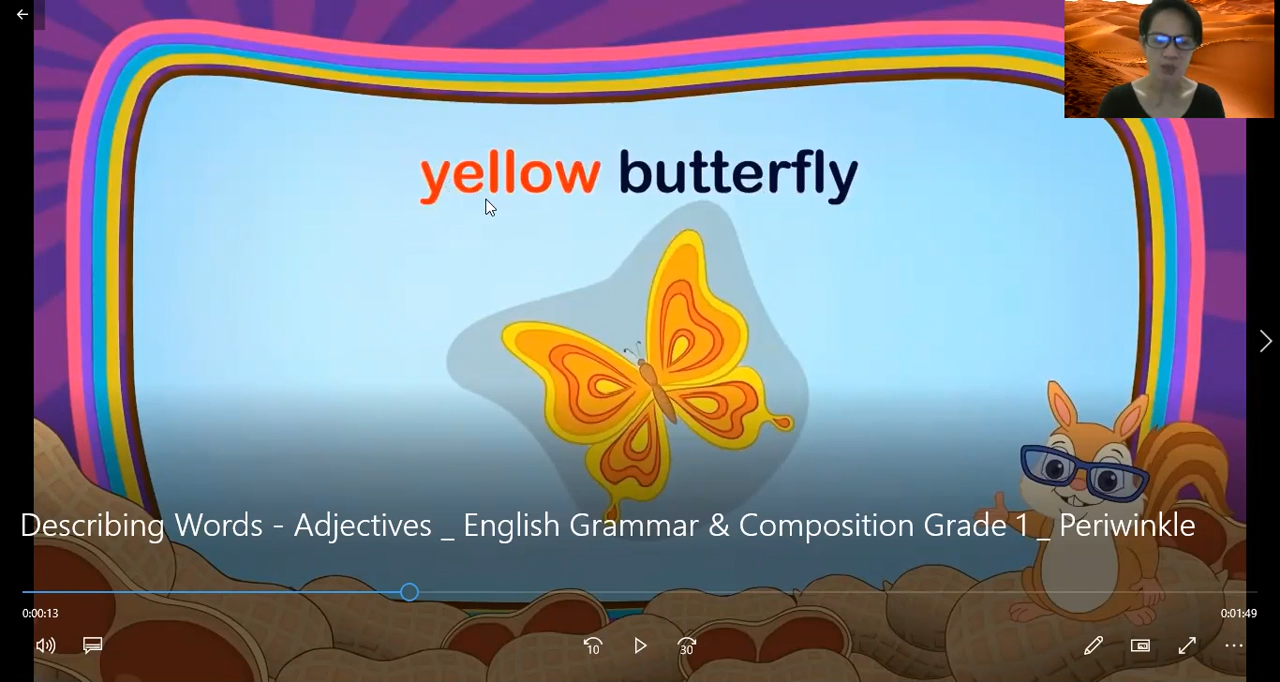 yellow butterfly
Describing Words - Adjectives _ English Grammar & Composition Grade 1 _ Periwinkle
0:00:13
0:01:49
10
30